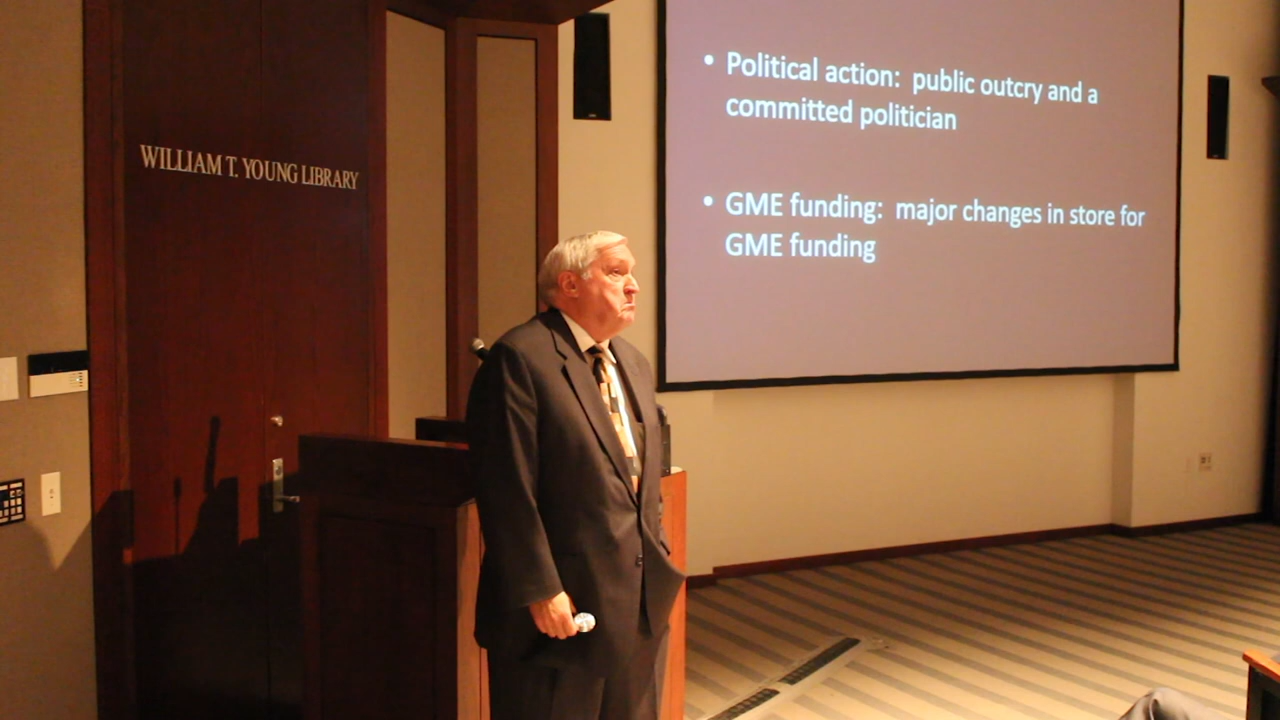 WILLIAM T. YOUNG LIBRARY
• Political action: public outcry and a
committed politician
• GME funding: major changes in store for
GME funding